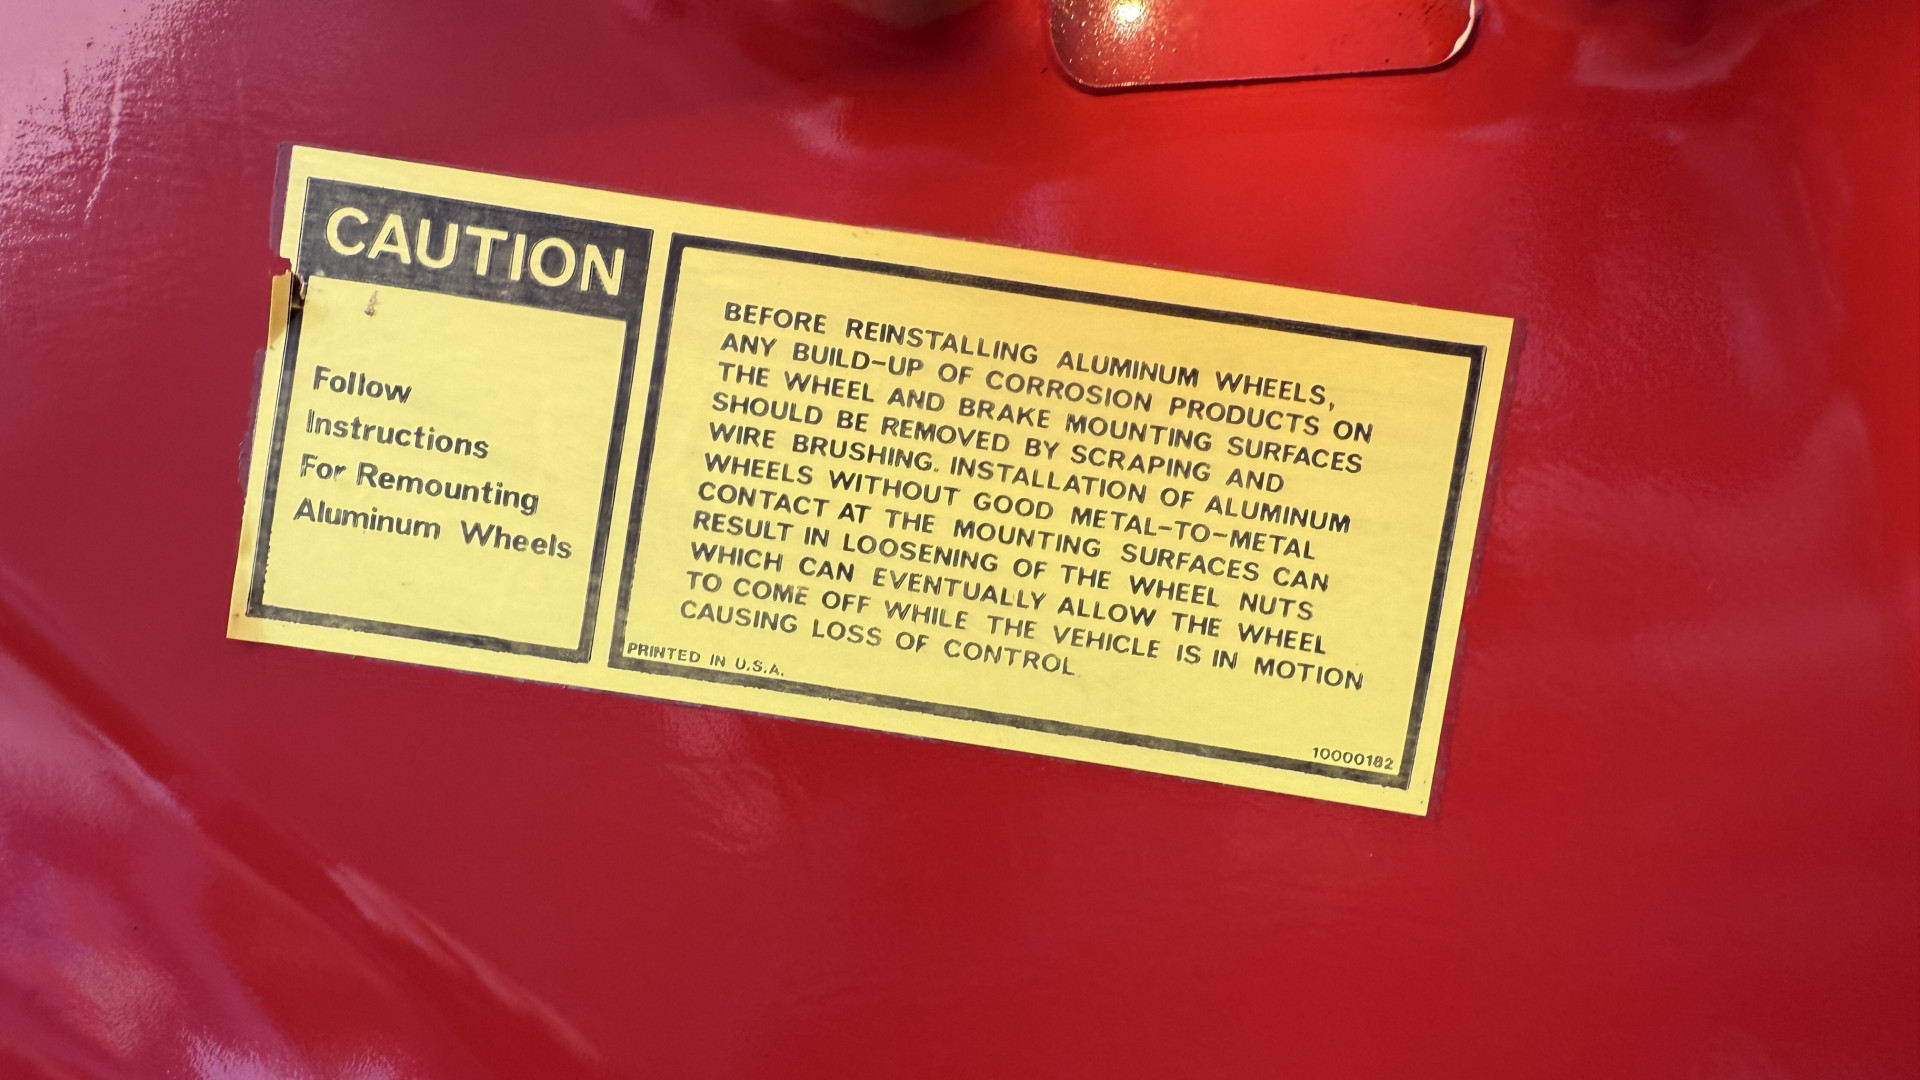 CAUTION
Follow
Instructions
For Remounting
Aluminum Wheels
BEFORE REINSTALLING ALUMINUM WHEELS,
ANY BUILD-UP OF CORROSION PRODUCTS ON
THE WHEEL AND BRAKE MOUNTING SURFACES
SHOULD BE REMOVED BY SCRAPING AND
WIRE BRUSHING. INSTALLATION OF ALUMINUM
WHEELS WITHOUT GOOD METAL-TO-METAL
CONTACT AT THE MOUNTING SURFACES CAN
RESULT IN LOOSENING OF THE WHEEL NUTS
WHICH CAN EVENTUALLY ALLOW THE WHEEL
TO COME OFF WHILE THE VEHICLE IS IN MOTION
CAUSING LOSS OF CONTROL.
PRINTED IN U.S.A.
10000182